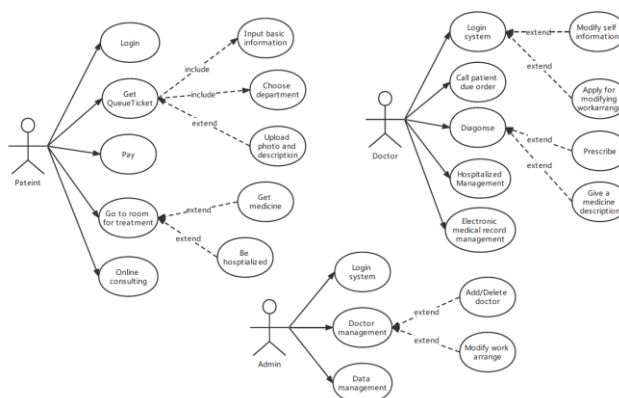 Login
Get
QueueTicket
Pay
Go to room
for treatment
Online
consulting
Pateint
include
include
extend
extend
extend
Input basic
information
Choose
department
Upload
photo and
description
Get
medicine
Be
hosptialized
Login
system
Call patient
due order
Diagonse
Hospitalized
Management
Electronic
medical record
management
Doctor
extend
extend
extend
extend
Modify self
information
Apply for
modifying
workarrang
Prescribe
Give a
medicine
description
Login
system
Doctor
management
Data
management
Admin
extend
extend
Add/Delete
doctor
Modify work
arrange